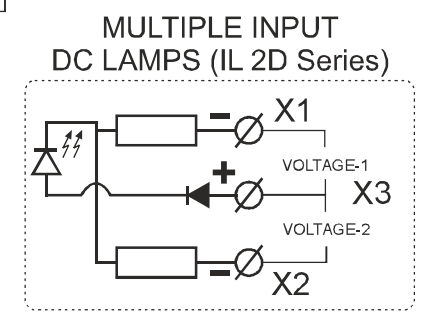 MULTIPLE INPUT
DC LAMPS (IL 2D Series)
− X1
VOLTAGE-1
+ X3
VOLTAGE-2
− X2